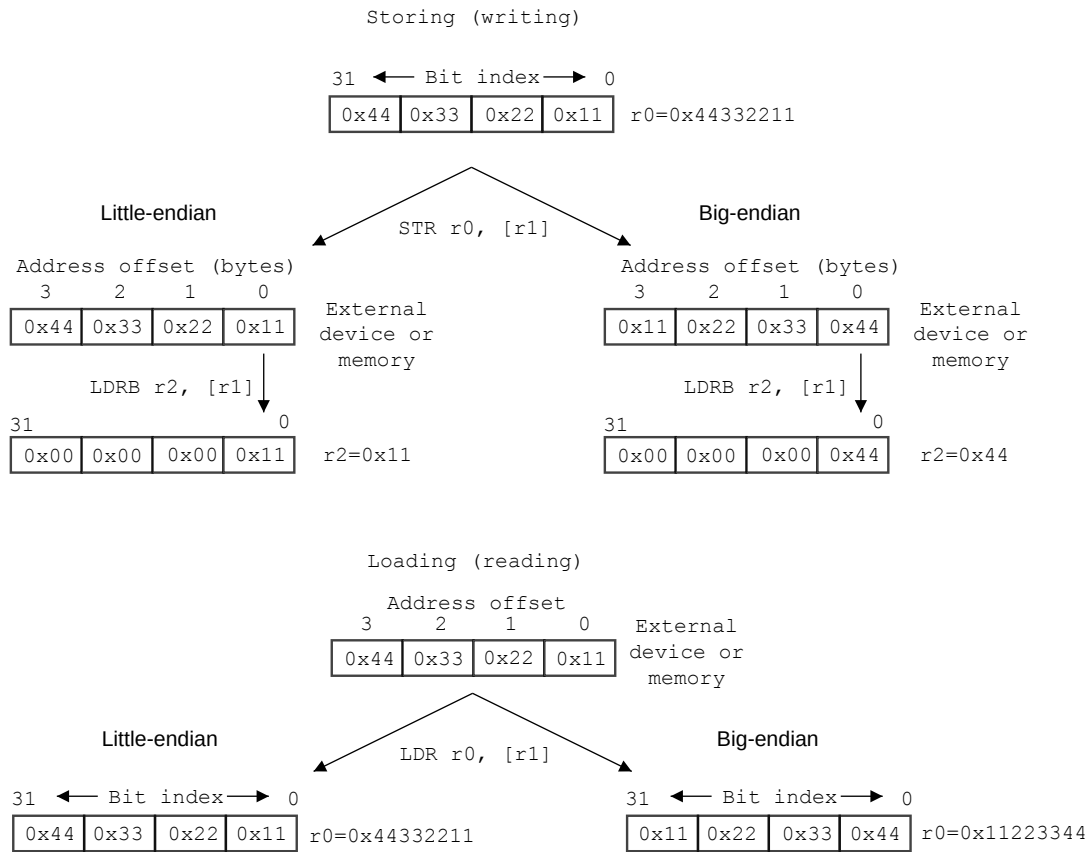 Storing (writing)
31 Bit index 0
0x44 0x33 0x22 0x11 r0=0x44332211
Little-endian Big-endian
STR r0, [r1]
Address offset (bytes) Address offset (bytes)
3 2 1 0 3 2 1 0
0x44 0x33 0x22 0x11 External device or memory 0x11 0x22 0x33 0x44 External device or memory
LDRB r2, [r1] LDRB r2, [r1]
31 0 31 0
0x00 0x00 0x00 0x11 r2=0x11 0x00 0x00 0x00 0x44 r2=0x44
Loading (reading)
Address offset
3 2 1 0
0x44 0x33 0x22 0x11 External device or memory
Little-endian Big-endian
LDR r0, [r1]
31 Bit index 0 31 Bit index 0
0x44 0x33 0x22 0x11 r0=0x44332211 0x11 0x22 0x33 0x44 r0=0x11223344